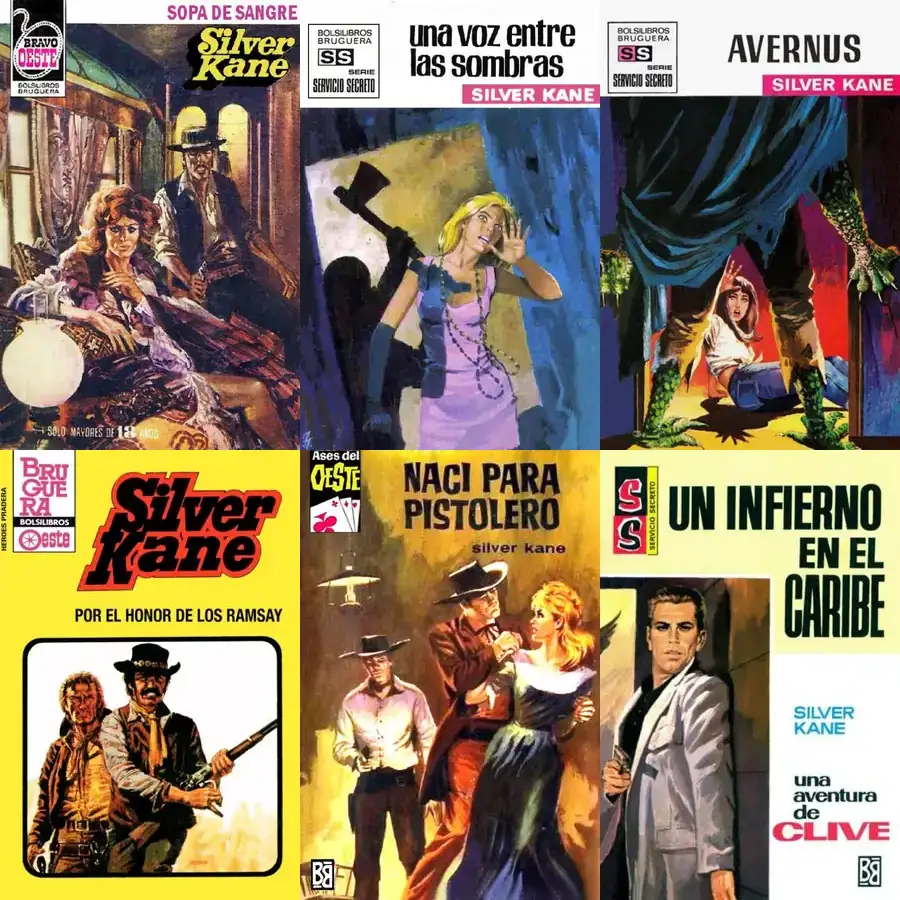 BRAVO
OESTE
BOLSILIBROS
BRUGUERA
SOPA DE SANGRE
Silver
Kane
SOLO MAYORES DE 18 AÑOS
BOLSILIBROS
BRUGUERA
SS
SERIE
SERVICIO SECRETO
una voz entre
las sombras
SILVER KANE
BOLSILIBROS
BRUGUERA
SS
SERIE
SERVICIO SECRETO
AVERNUS
SILVER KANE
HEROES PRADERA
BRU
GUE
RA
BOLSILIBROS
Oeste
Silver
Kane
POR EL HONOR DE LOS RAMSAY
Ases del
OESTE
NACI PARA
PISTOLERO
silver kane
B
B
S
S
SERVICIO SECRETO
UN INFIERNO
EN EL
CARIBE
SILVER
KANE
una
aventura
de
CLIVE
B
B